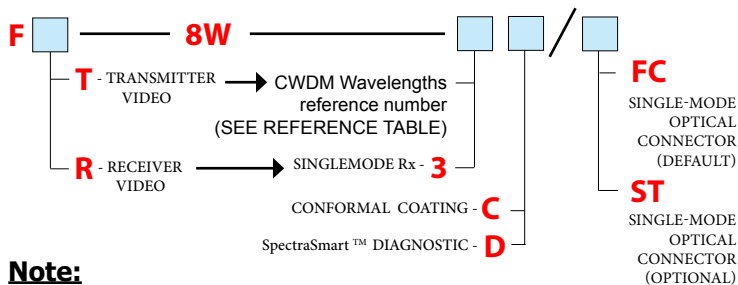 F 8W /
T - TRANSMITTER VIDEO
CWDM Wavelengths
reference number
(SEE REFERENCE TABLE)
R - RECEIVER VIDEO
SINGLEMODE Rx - 3
CONFORMAL COATING - C
SpectraSmart ™ DIAGNOSTIC - D
FC
SINGLE-MODE
OPTICAL
CONNECTOR
(DEFAULT)
ST
SINGLE-MODE
OPTICAL
CONNECTOR
(OPTIONAL)
Note: